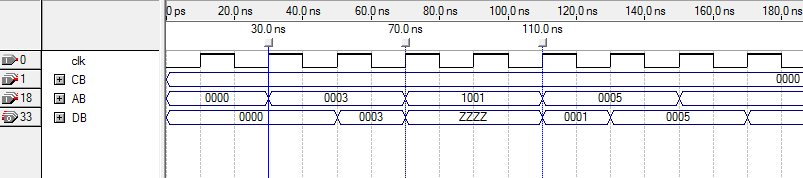 0 ps 20.0 ns 40.0 ns 60.0 ns 80.0 ns 100.0 ns 120.0 ns 140.0 ns 160.0 ns 180.0 ns
30.0 ns 70.0 ns 110.0 ns
0 clk
1 CB 0000
18 AB 0000 0003 1001 0005
33 DB 0000 0003 ZZZZ 0001 0005